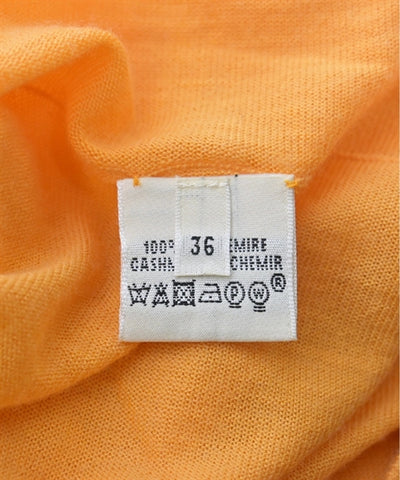 100%
36
EMIRE
CASHM
CHEMIR
P W ®